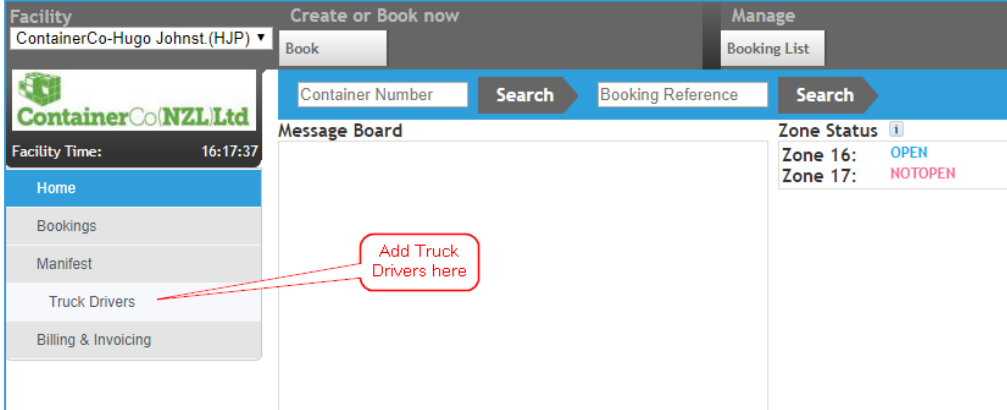 Facility
ContainerCo-Hugo Johnst.(HJP)
Create or Book now
Book
Manage
Booking List
ContainerCo(NZL)Ltd
Facility Time: 16:17:37
Container Number
Search
Booking Reference
Search
Message Board
Zone Status i
Zone 16: OPEN
Zone 17: NOTOPEN
Home
Bookings
Manifest
Truck Drivers
Billing & Invoicing
Add Truck
Drivers here